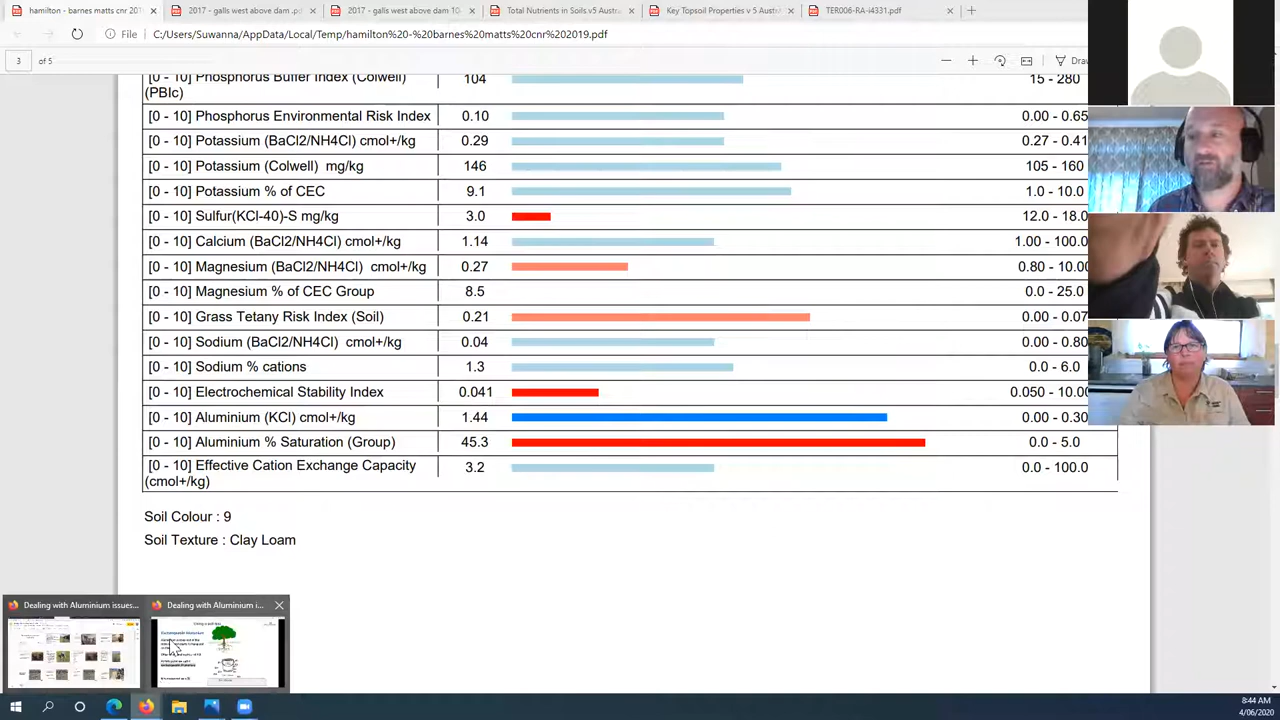 hamilton - barnes matts cnr 201
2017 - galls west above dam .pd
2017 - galls west above dam 10
Total Nutrients in Soils v5 Austra
Key Topsoil Properties v 5 Aust
TER006-RA-i4331.pdf
File C:/Users/Suwanna/AppData/Local/Temp/hamilton%20-%20barnes%20matts%20cnr%202019.pdf
3 of 5
Draw
[0 - 10] Phosphorus Buffer Index (Colwell) 104 15 - 280
(PBIc)
[0 - 10] Phosphorus Environmental Risk Index 0.10 0.00 - 0.65
[0 - 10] Potassium (BaCl2/NH4Cl) cmol+/kg 0.29 0.27 - 0.41
[0 - 10] Potassium (Colwell) mg/kg 146 105 - 160
[0 - 10] Potassium % of CEC 9.1 1.0 - 10.0
[0 - 10] Sulfur(KCl-40)-S mg/kg 3.0 12.0 - 18.0
[0 - 10] Calcium (BaCl2/NH4Cl) cmol+/kg 1.14 1.00 - 100.0
[0 - 10] Magnesium (BaCl2/NH4Cl) cmol+/kg 0.27 0.80 - 10.00
[0 - 10] Magnesium % of CEC Group 8.5 0.0 - 25.0
[0 - 10] Grass Tetany Risk Index (Soil) 0.21 0.00 - 0.07
[0 - 10] Sodium (BaCl2/NH4Cl) cmol+/kg 0.04 0.00 - 0.80
[0 - 10] Sodium % cations 1.3 0.0 - 6.0
[0 - 10] Electrochemical Stability Index 0.041 0.050 - 10.00
[0 - 10] Aluminium (KCl) cmol+/kg 1.44 0.00 - 0.30
[0 - 10] Aluminium % Saturation (Group) 45.3 0.0 - 5.0
[0 - 10] Effective Cation Exchange Capacity 3.2 0.0 - 100.0
(cmol+/kg)
Soil Colour : 9
Soil Texture : Clay Loam
Dealing with Aluminium issues...
Dealing with Aluminium i...
8:44 AM
4/06/2020